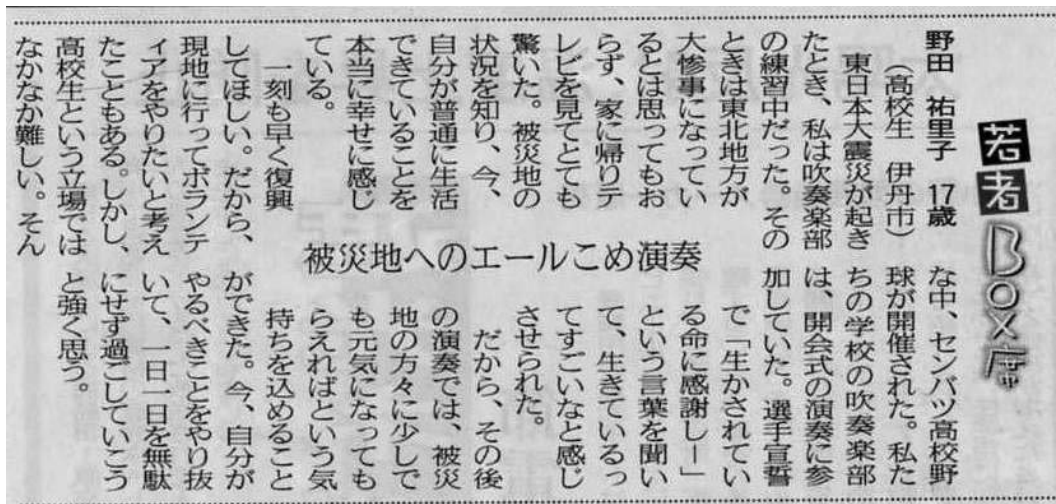 若者BOX席
被災地へのエールこめ演奏
野田 祐里子 17歳
（高校生 伊丹市）
東日本大震災が起き
たとき、私は吹奏楽部
の練習中だった。その
ときは東北地方が
大惨事になってい
るとは思ってもお
らず、家に帰りテ
レビを見てとても
驚いた。被災地の
状況を知り、今、
自分が普通に生活
できていることを
本当に幸せに感じ
ている。
一刻も早く復興
してほしい。だから、
現地に行ってボランテ
ィアをやりたいと考え
たこともある。しかし、
高校生という立場では
なかなか難しい。そん
な中、センバツ高校野
球が開催された。私た
ちの学校の吹奏楽部
は、開会式の演奏に参
加していた。選手宣誓
で「生かされてい
る命に感謝し―」
という言葉を聞い
て、生きているっ
てすごいなと感じ
させられた。
だから、その後
の演奏では、被災
地の方々に少しで
も元気になっても
らえればという気
持ちを込めること
ができた。今、自分が
やるべきことをやり抜
いて、一日一日を無駄
にせず過ごしていこう
と強く思う。